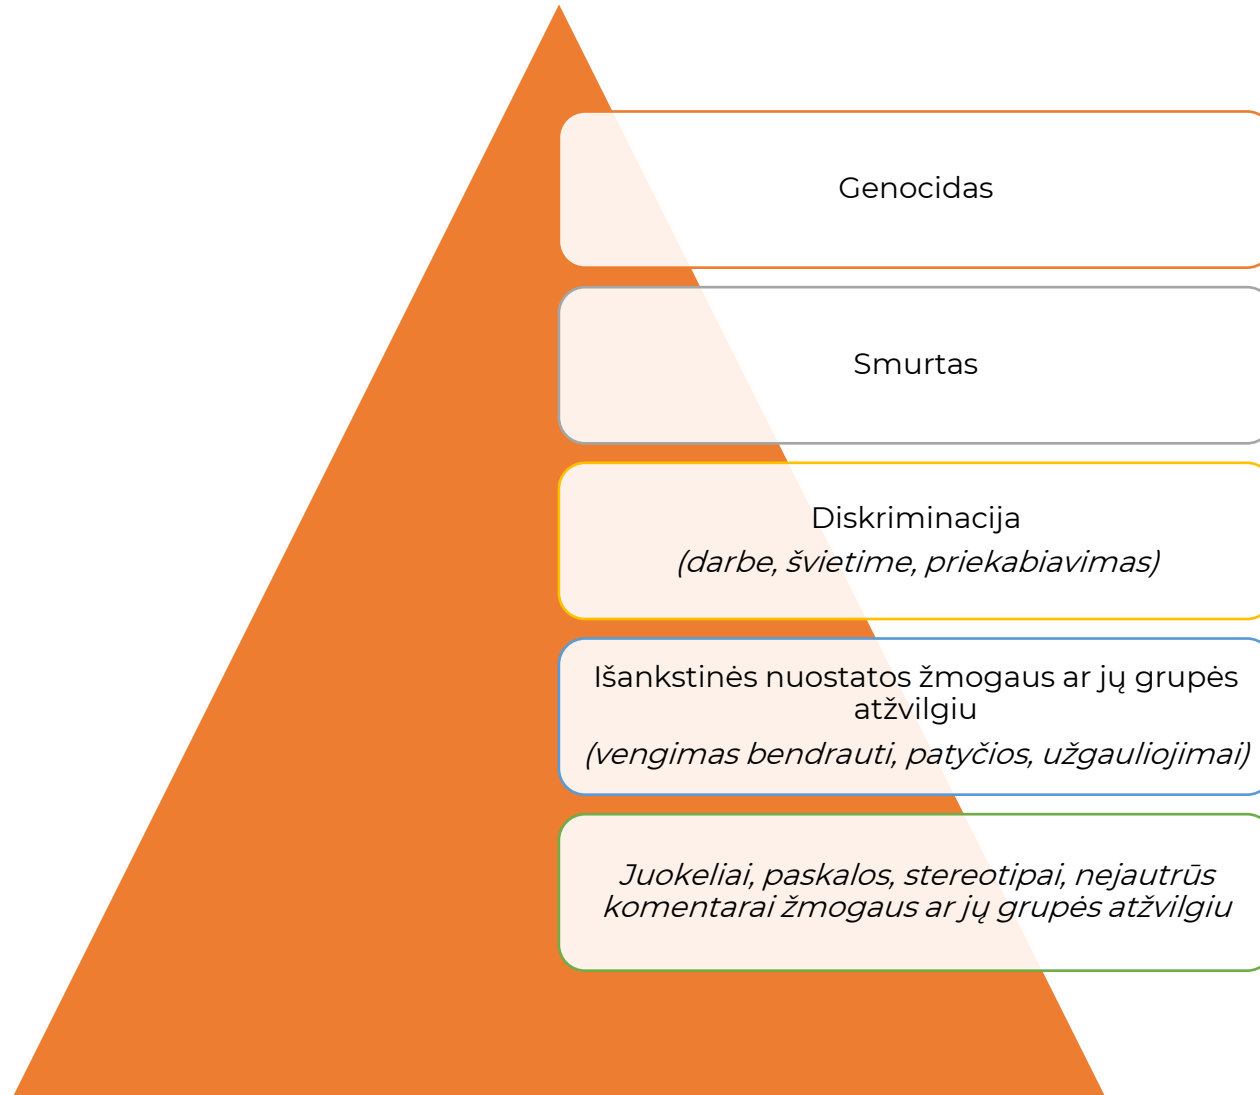 Genocidas
Smurtas
Diskriminacija
(darbe, švietime, priekabiavimas)
Išankstinės nuostatos žmogaus ar jų grupės
atžvilgiu
(vengimas bendrauti, patyčios, užgauliojimai)
Juokeliai, paskalos, stereotipai, nejautrūs
komentarai žmogaus ar jų grupės atžvilgiu